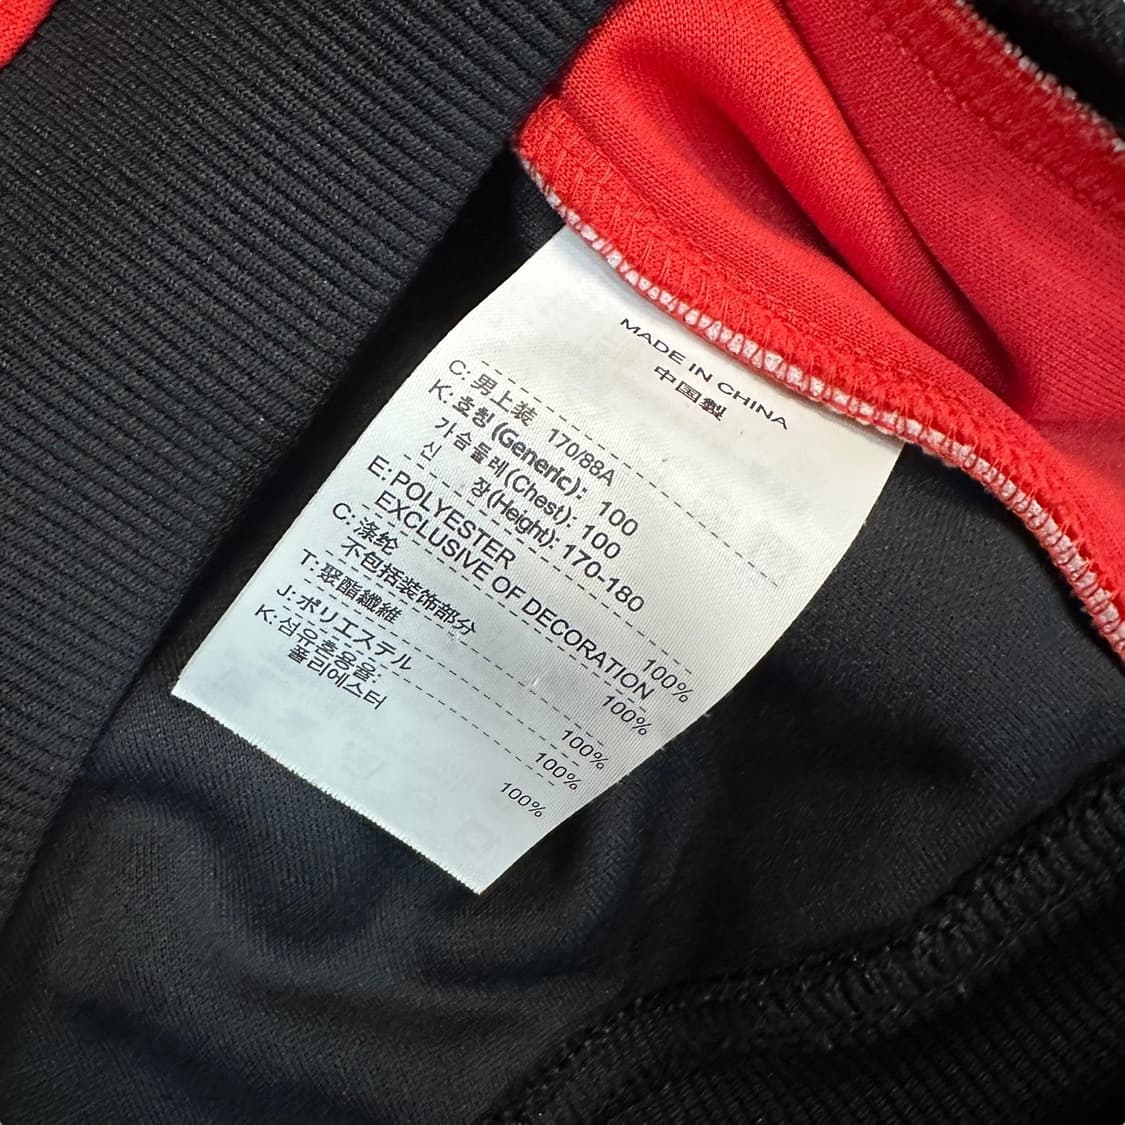 MADE IN CHINA
中国製
C: 男上装 170/88A
K: 호칭(Generic): 100
가슴둘레(Chest): 100
신 장(Height): 170-180
E: POLYESTER 100%
EXCLUSIVE OF DECORATION
C: 涤纶 100%
不包括装饰部分
T: 聚酯纖維 100%
J: ポリエステル 100%
K: 섬유혼용율:
폴리에스터 100%